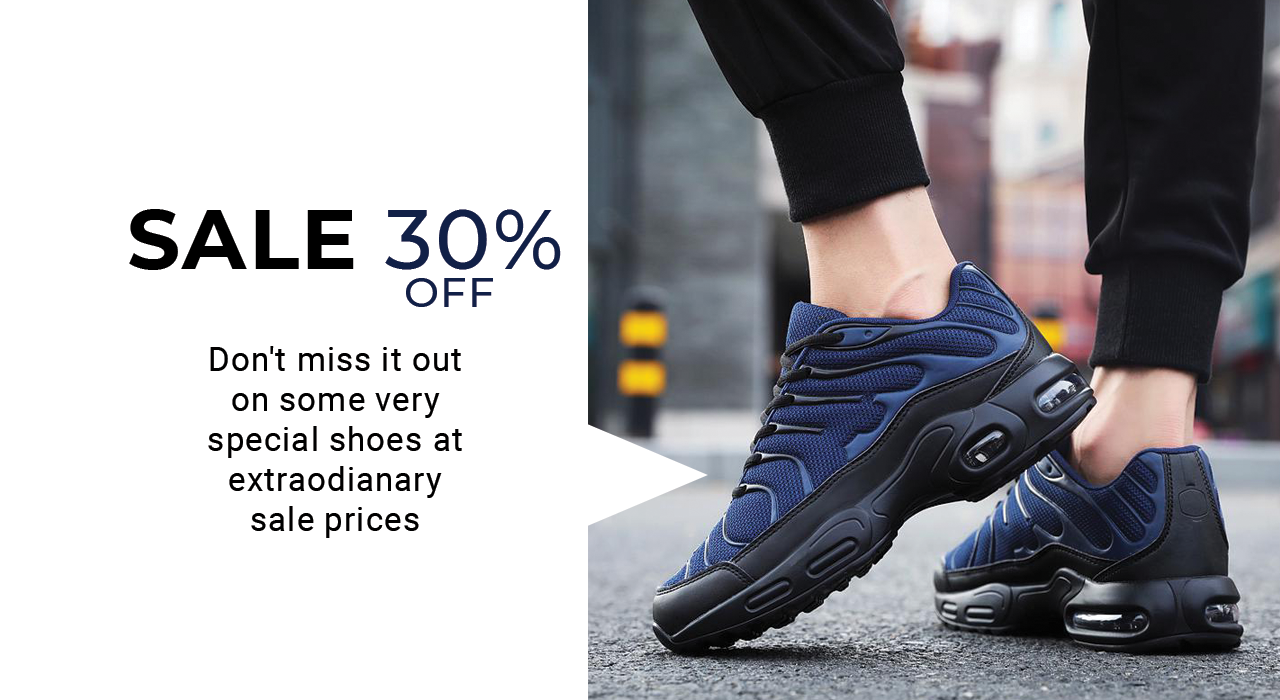 SALE 30%
OFF
Don't miss it out
on some very
special shoes at
extraodianary
sale prices